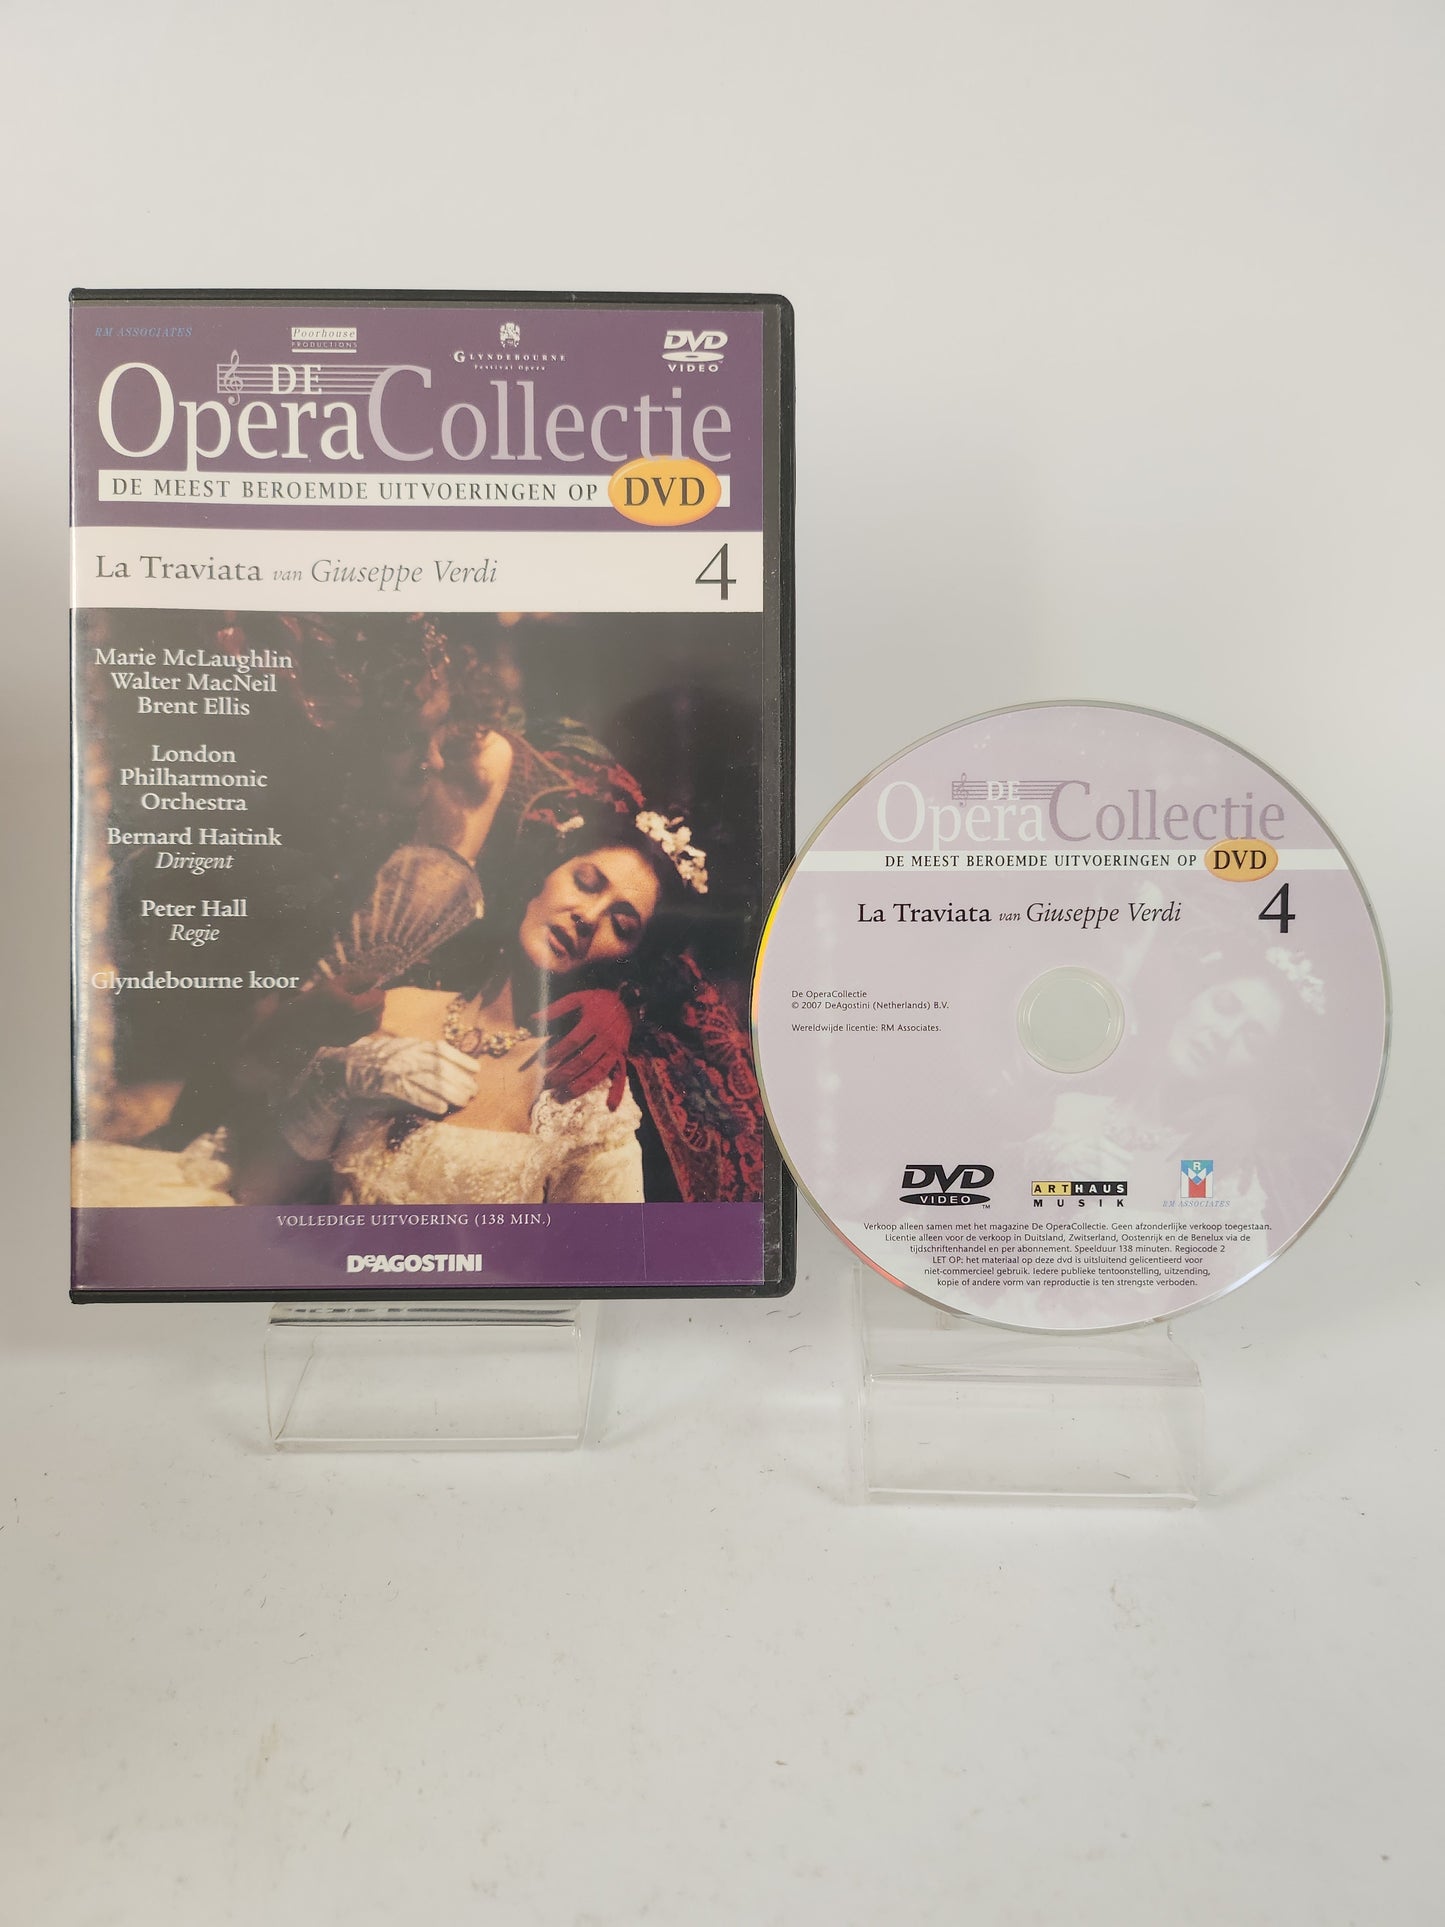 RM ASSOCIATES
Poorhouse
PRODUCTIONS
GLYNDEBOURNE
Festival Opera
DVD
VIDEO
DE
OperaCollectie
DE MEEST BEROEMDE UITVOERINGEN OP DVD
La Traviata van Giuseppe Verdi 4
Marie McLaughlin
Walter MacNeil
Brent Ellis
London
Philharmonic
Orchestra
Bernard Haitink
Dirigent
Peter Hall
Regie
Glyndebourne koor
VOLLEDIGE UITVOERING (138 MIN.)
DeAGOSTINI
DE
OperaCollectie
DE MEEST BEROEMDE UITVOERINGEN OP DVD
La Traviata van Giuseppe Verdi 4
De OperaCollectie
© 2007 DeAgostini (Netherlands) B.V.
Wereldwijde licentie: RM Associates.
DVD
VIDEO™
ARTHAUS
MUSIK
RM
RM ASSOCIATES
Verkoop alleen samen met het magazine De OperaCollectie. Geen afzonderlijke verkoop toegestaan.
Licentie alleen voor de verkoop in Duitsland, Zwitserland, Oostenrijk en de Benelux via de
tijdschriftenhandel en per abonnement. Speelduur 138 minuten. Regiocode 2
LET OP: het materiaal op deze dvd is uitsluitend gelicentieerd voor
niet-commercieel gebruik. Iedere publieke tentoonstelling, uitzending,
kopie of andere vorm van reproductie is ten strengste verboden.